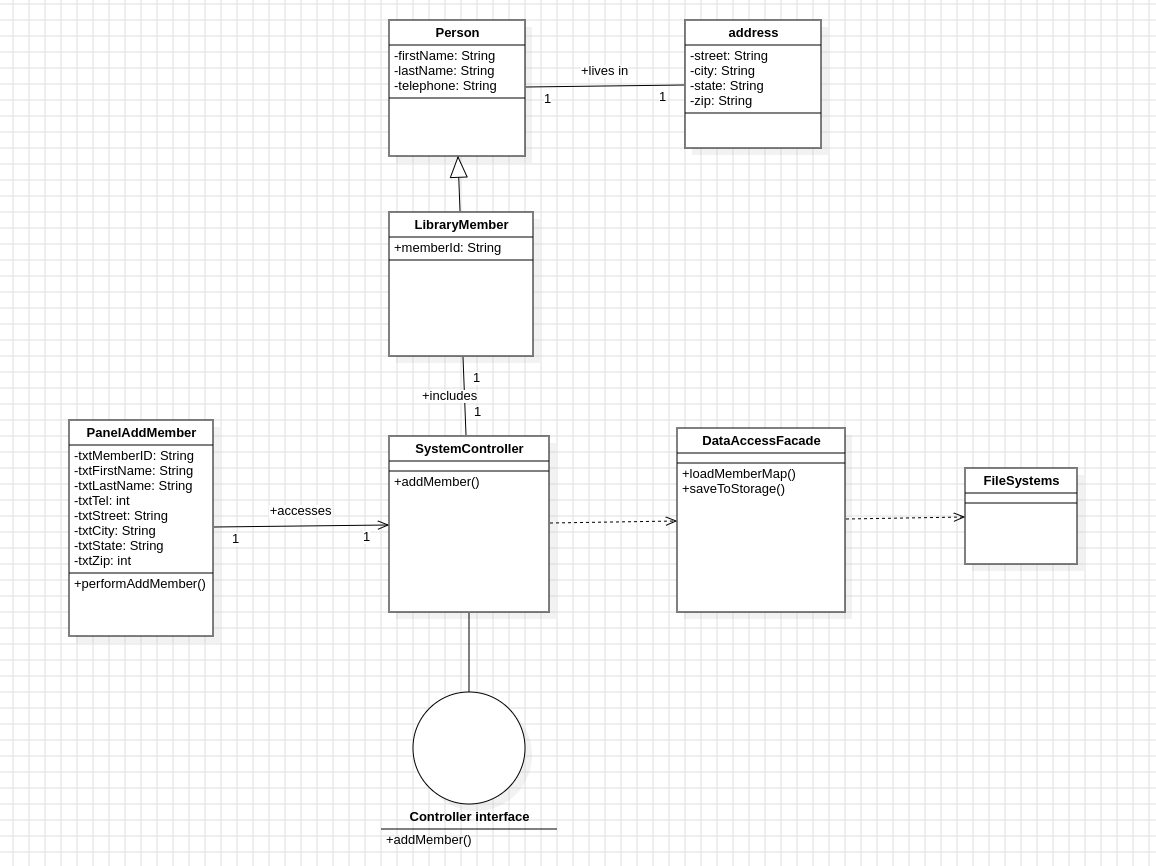 Person
-firstName: String
-lastName: String
-telephone: String
+lives in
1
1
address
-street: String
-city: String
-state: String
-zip: String
LibraryMember
+memberId: String
1
+includes
1
PanelAddMember
-txtMemberID: String
-txtFirstName: String
-txtLastName: String
-txtTel: int
-txtStreet: String
-txtCity: String
-txtState: String
-txtZip: int
+performAddMember()
+accesses
1
1
SystemController
+addMember()
DataAccessFacade
+loadMemberMap()
+saveToStorage()
FileSystems
Controller interface
+addMember()